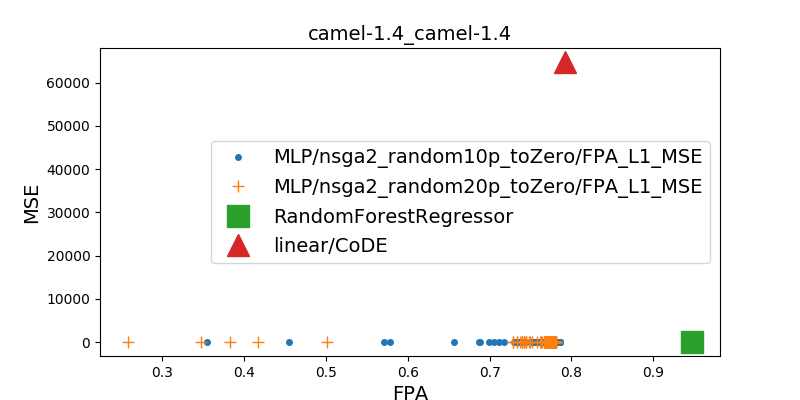 camel-1.4_camel-1.4
60000
50000
40000
30000
20000
10000
0
MSE
MLP/nsga2_random10p_toZero/FPA_L1_MSE
MLP/nsga2_random20p_toZero/FPA_L1_MSE
RandomForestRegressor
linear/CoDE
0.3 0.4 0.5 0.6 0.7 0.8 0.9
FPA